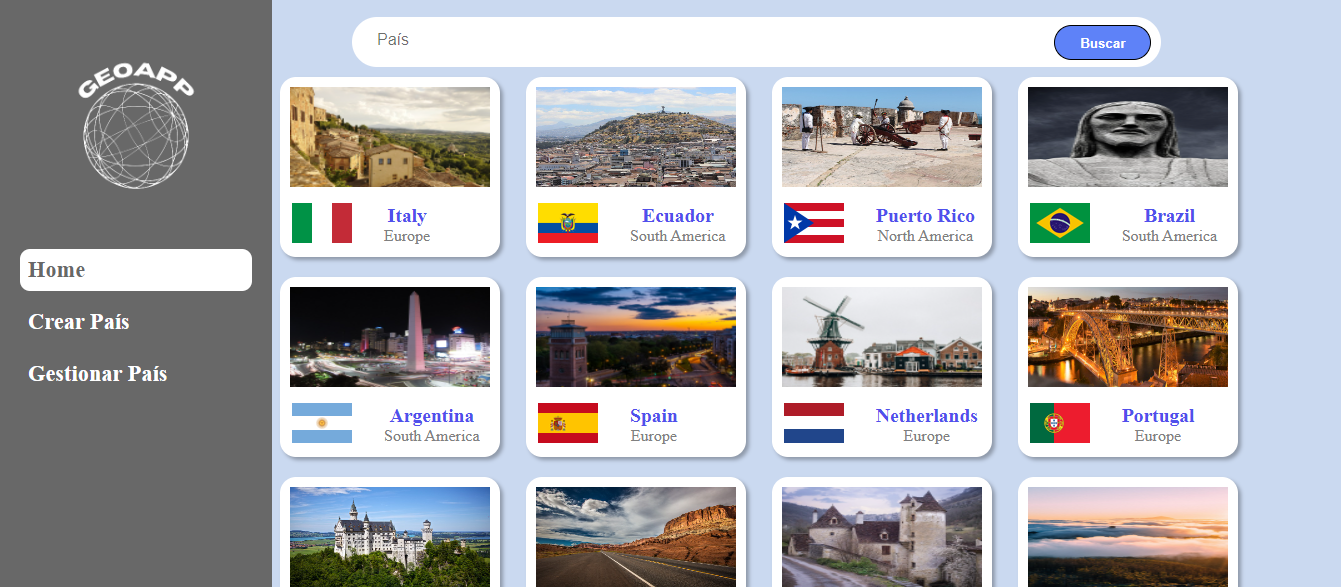 GEOAPP
Home
Crear País
Gestionar País
País
Buscar
Italy
Europe
Ecuador
South America
Puerto Rico
North America
Brazil
South America
Argentina
South America
Spain
Europe
Netherlands
Europe
Portugal
Europe